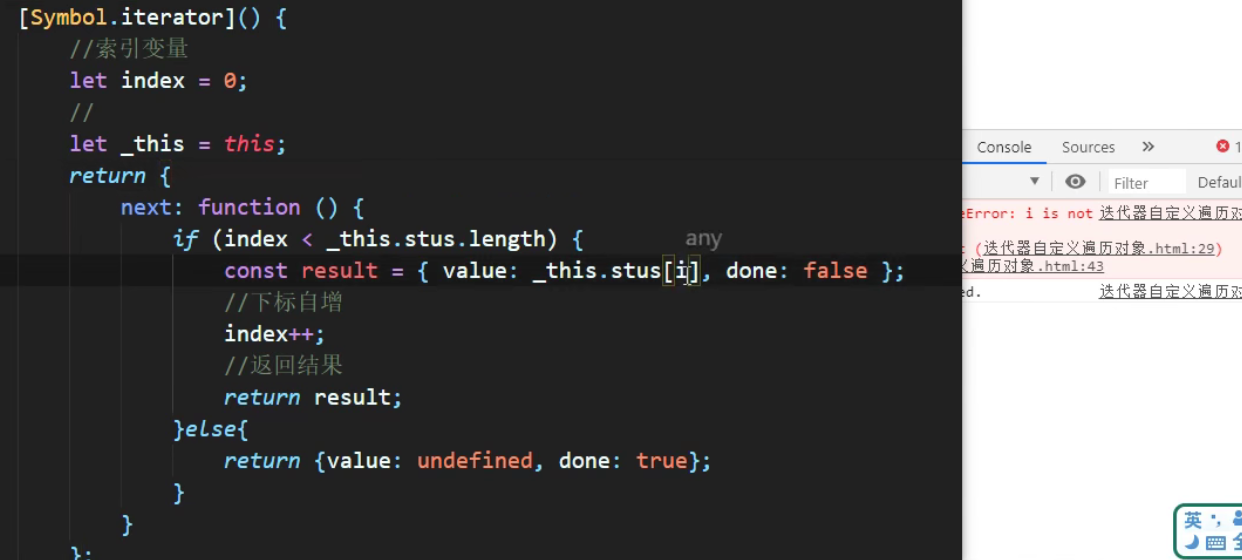 [Symbol.iterator]() {
//索引变量
let index = 0;
//
let _this = this;
return {
next: function () {
if (index < _this.stus.length) {
any
const result = { value: _this.stus[i], done: false };
//下标自增
index++;
//返回结果
return result;
}else{
return {value: undefined, done: true};
}
}
};
Console Sources » 1
Filter Defaul
eError: i is not 迭代器自定义遍历对
(迭代器自定义遍历对象.html:29)
遍历对象.html:43
ed. 迭代器自定义遍历对
英